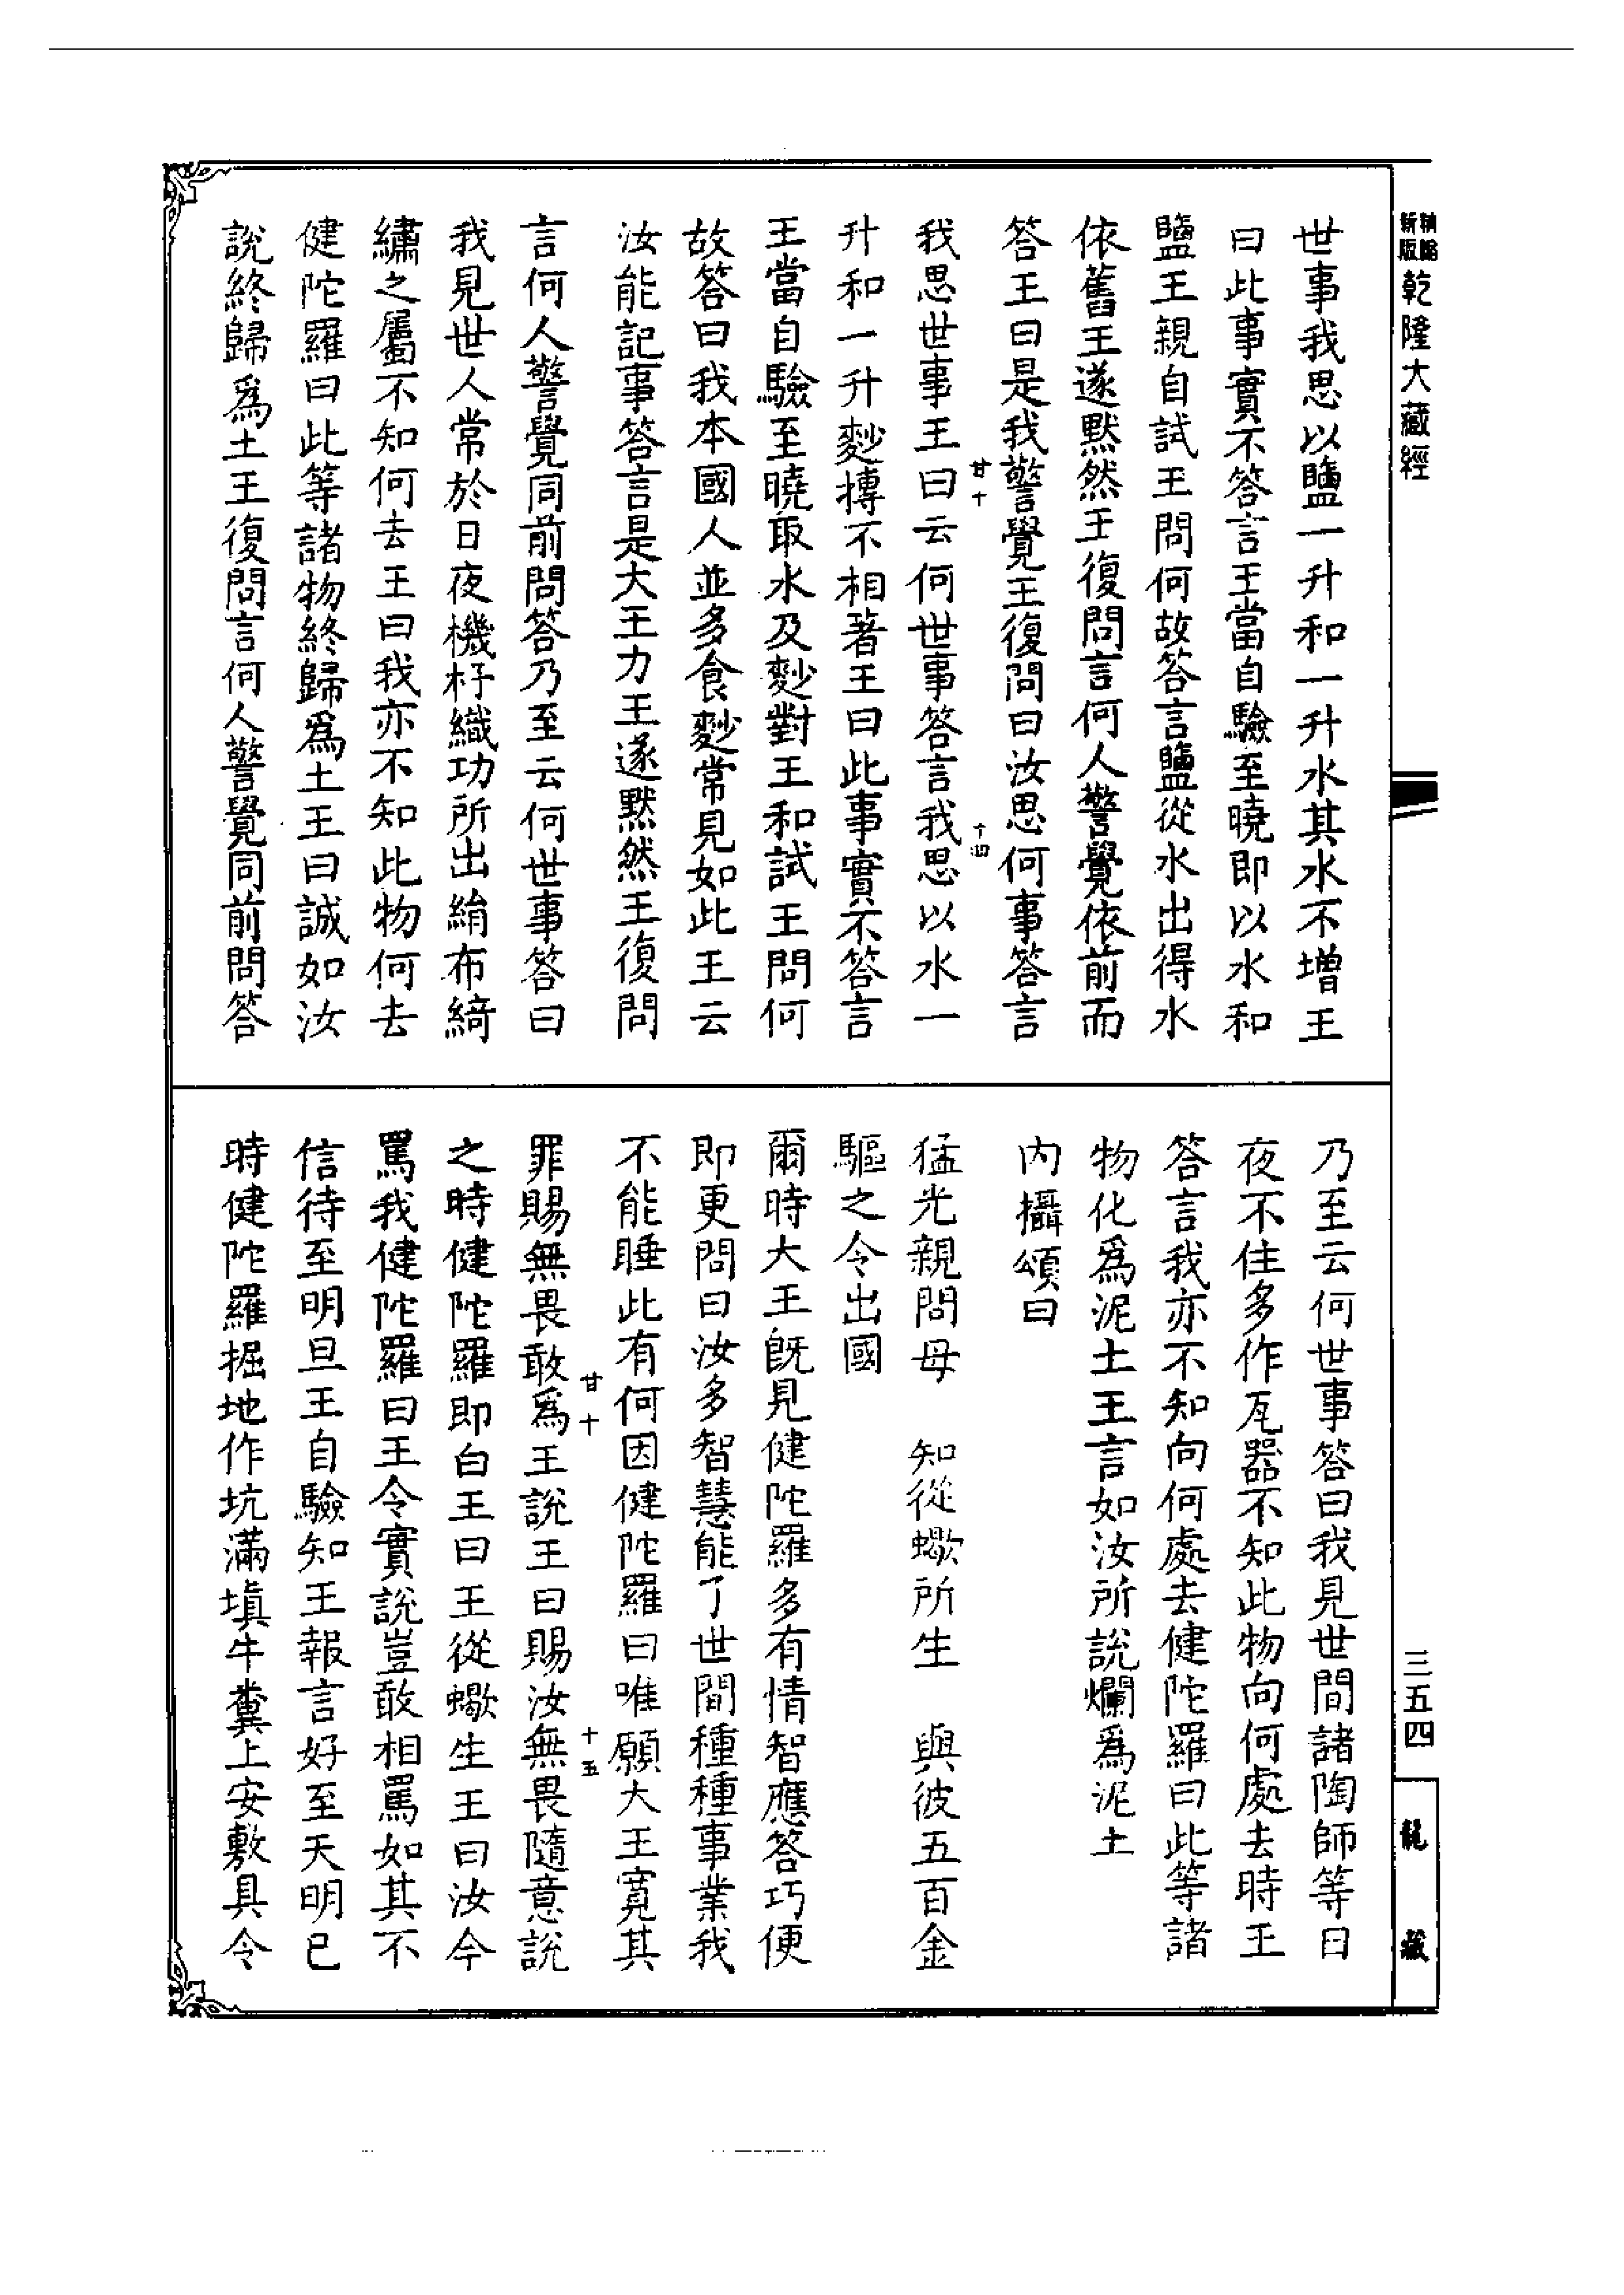 新版
精縮
乾隆大藏經
三五四
龍藏
世事我思以鹽一升和一升水其水不增王
曰此事實不答言王當自驗至曉即以水和
鹽王親自試王問何故答言鹽從水出得水
依舊王遂默然王復問言何人警覺依前而
答王曰是我警覺王復問曰汝思何事答言
甘十
十四
我思世事王曰云何世事答言我思以水一
升和一升麨摶不相著王曰此事實不答言
王當自驗至曉取水及麨對王和試王問何
故答曰我本國人並多食麨常見如此王云
汝能記事答言是大王力王遂默然王復問
言何人警覺同前問答乃至云何世事答曰
我見世人常於日夜機杼織功所出絹布綺
繡之屬不知何去王曰我亦不知此物何去
健陀羅曰此等諸物終歸爲土王曰誠如汝
說終歸爲土王復問言何人警覺同前問答
乃至云何世事答曰我見世間諸陶師等日
夜不住多作瓦器不知此物向何處去時王
答言我亦不知向何處去健陀羅曰此等諸
物化爲泥土王言如汝所說爛爲泥土
內攝頌曰
猛光親問母　知從蠍所生　與彼五百金
驅之令出國
爾時大王旣見健陀羅多有情智應答巧便
即更問曰汝多智慧能了世間種種事業我
不能睡此有何因健陀羅曰唯願大王寬其
甘十
十五
罪賜無畏敢爲王說王曰賜汝無畏隨意說
之時健陀羅即白王曰王從蠍生王曰汝今
罵我健陀羅曰王令實說豈敢相罵如其不
信待至明旦王自驗知王報言好至天明已
時健陀羅掘地作坑滿塡牛糞上安敷具令